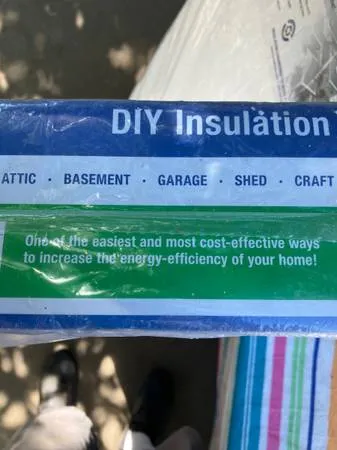 DIY Insulation
ATTIC · BASEMENT · GARAGE · SHED · CRAFT
One of the easiest and most cost-effective ways
to increase the energy-efficiency of your home!